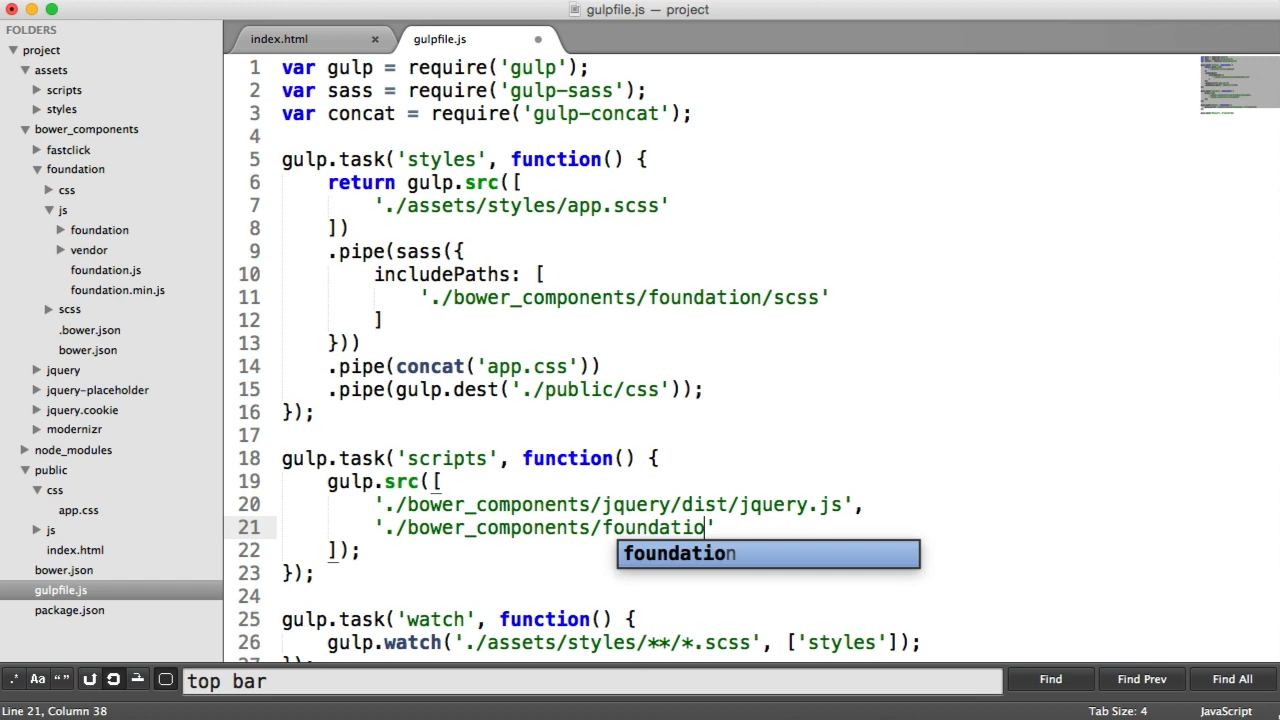 gulpfile.js — project
FOLDERS
project
assets
scripts
styles
bower_components
fastclick
foundation
css
js
foundation
vendor
foundation.js
foundation.min.js
scss
.bower.json
bower.json
jquery
jquery-placeholder
jquery.cookie
modernizr
node_modules
public
css
app.css
js
index.html
bower.json
gulpfile.js
package.json
index.html ×
gulpfile.js
1 var gulp = require('gulp');
2 var sass = require('gulp-sass');
3 var concat = require('gulp-concat');
4
5 gulp.task('styles', function() {
6 return gulp.src([
7 './assets/styles/app.scss'
8 ])
9 .pipe(sass({
10 includePaths: [
11 './bower_components/foundation/scss'
12 ]
13 }))
14 .pipe(concat('app.css'))
15 .pipe(gulp.dest('./public/css'));
16 });
17
18 gulp.task('scripts', function() {
19 gulp.src([
20 './bower_components/jquery/dist/jquery.js',
21 './bower_components/foundatio'
foundation
22 ]);
23 });
24
25 gulp.task('watch', function() {
26 gulp.watch('./assets/styles/**/*.scss', ['styles']);
27 });
.* Aa “”
top bar
Find
Find Prev
Find All
Line 21, Column 38
Tab Size: 4
JavaScript